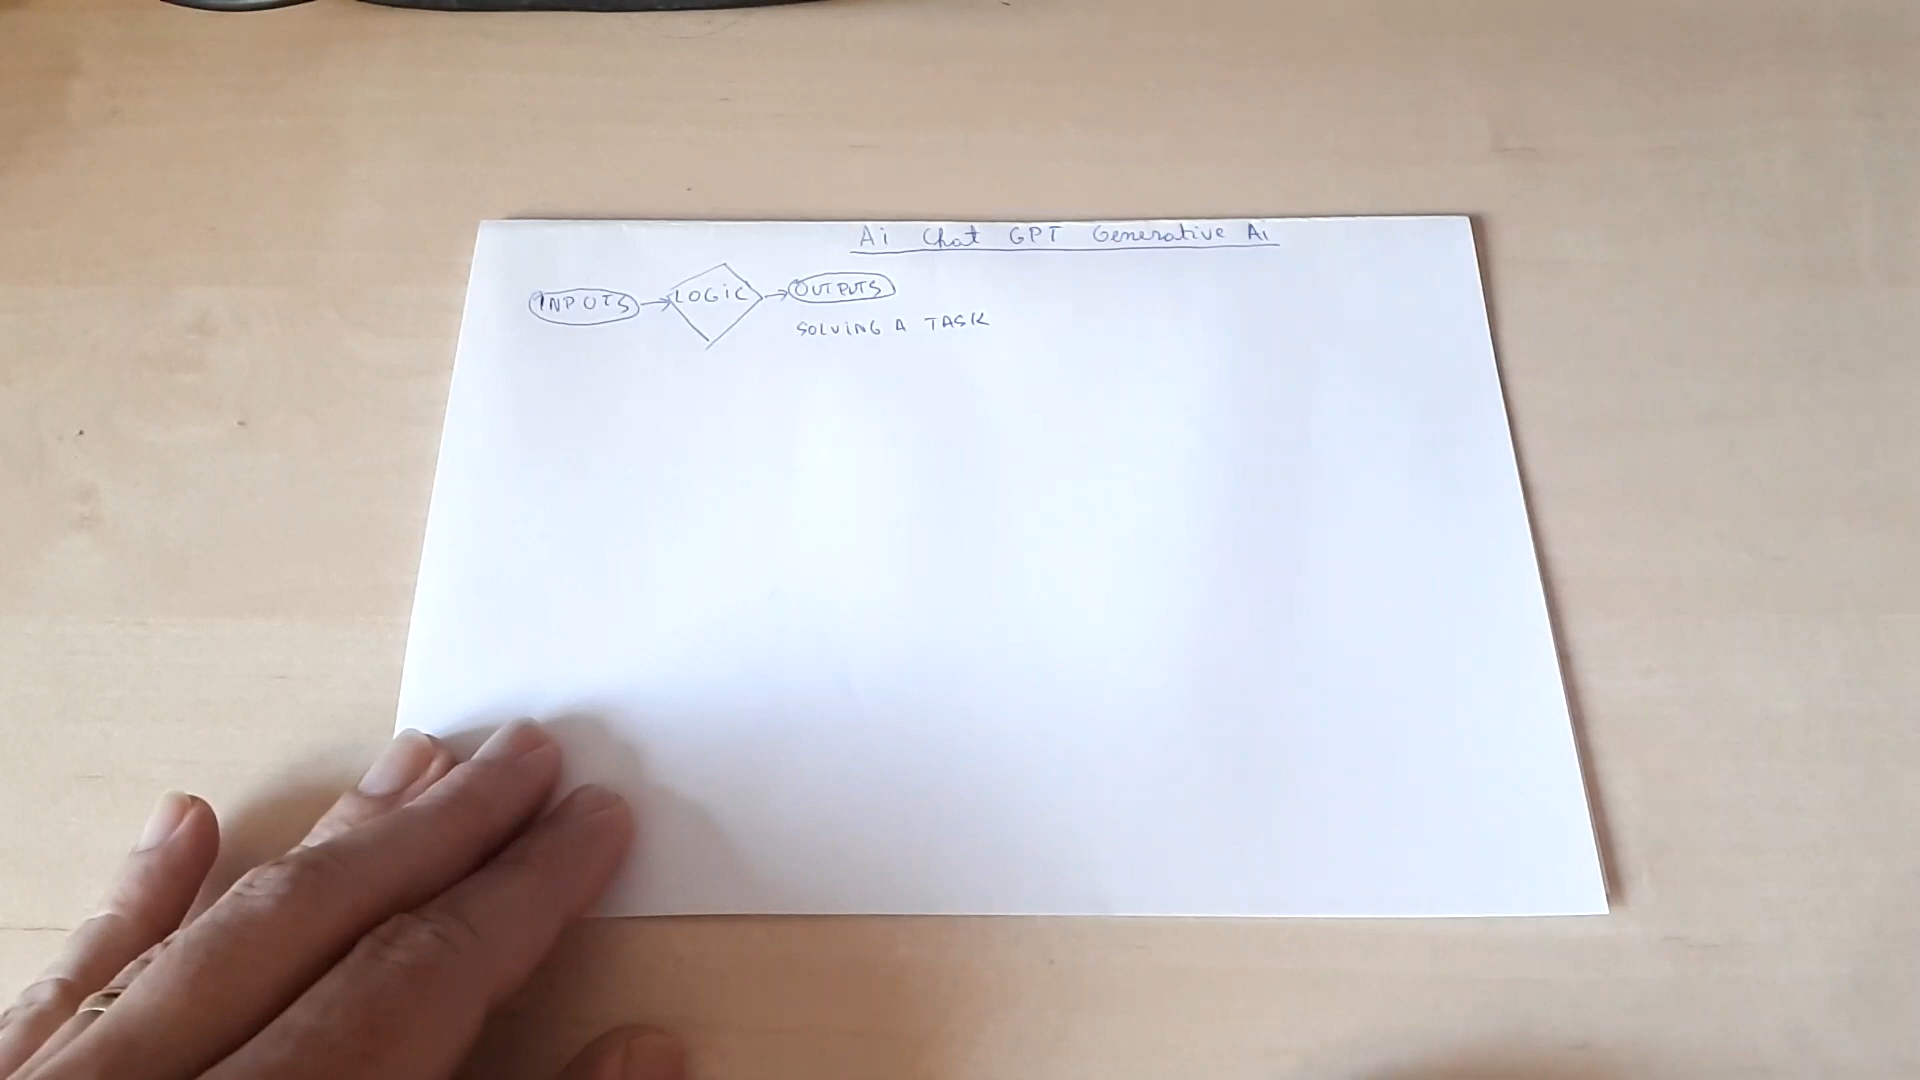 Ai Chat GPT Generative Ai
INPUTS LOGIC OUTPUTS
SOLVING A TASK